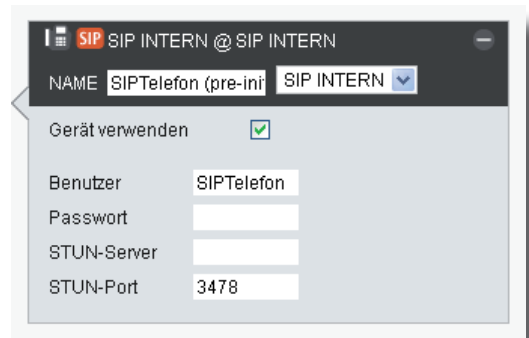 SIP SIP INTERN @ SIP INTERN
NAME SIPTelefon (pre-ini SIP INTERN
Gerät verwenden
Benutzer SIPTelefon
Passwort
STUN-Server
STUN-Port 3478